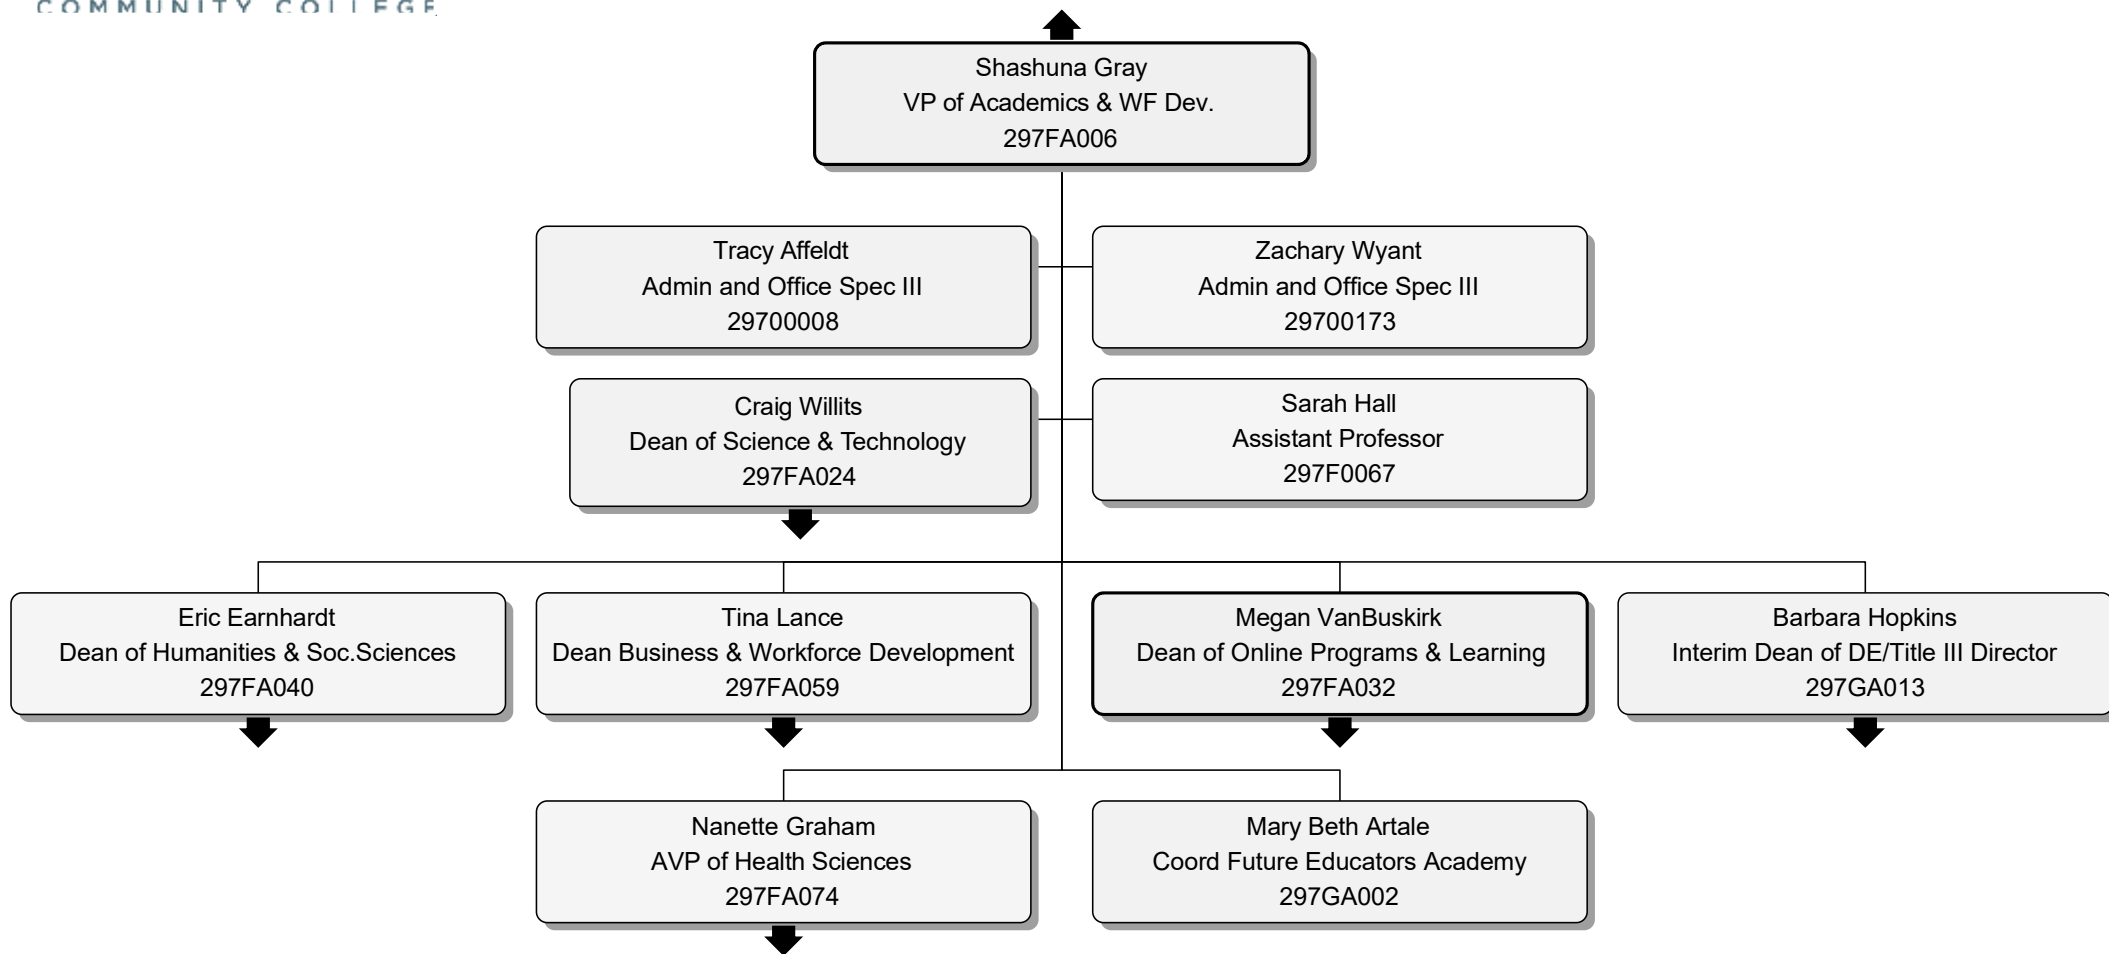 COMMUNITY COLLEGE
Shashuna Gray
VP of Academics & WF Dev.
297FA006
Tracy Affeldt
Admin and Office Spec III
29700008
Zachary Wyant
Admin and Office Spec III
29700173
Craig Willits
Dean of Science & Technology
297FA024
Sarah Hall
Assistant Professor
297F0067
Eric Earnhardt
Dean of Humanities & Soc.Sciences
297FA040
Tina Lance
Dean Business & Workforce Development
297FA059
Megan VanBuskirk
Dean of Online Programs & Learning
297FA032
Barbara Hopkins
Interim Dean of DE/Title III Director
297GA013
Nanette Graham
AVP of Health Sciences
297FA074
Mary Beth Artale
Coord Future Educators Academy
297GA002